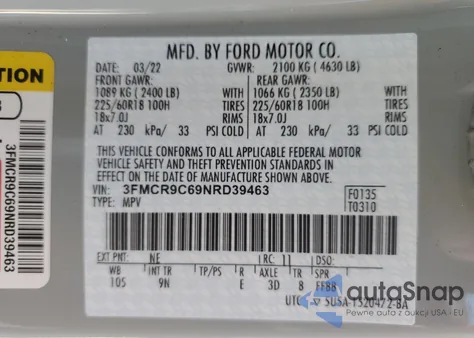 MFD. BY FORD MOTOR CO.
DATE: 03/22 GVWR: 2100 KG ( 4630 LB)
FRONT GAWR: REAR GAWR:
1089 KG ( 2400 LB) WITH 1066 KG ( 2350 LB) WITH
225/60R18 100H TIRES 225/60R18 100H TIRES
18x7.0J RIMS 18x7.0J RIMS
AT 230 kPa/ 33 PSI COLD AT 230 kPa/ 33 PSI COLD
THIS VEHICLE CONFORMS TO ALL APPLICABLE FEDERAL MOTOR
VEHICLE SAFETY AND THEFT PREVENTION STANDARDS IN
EFFECT ON THE DATE OF MANUFACTURE SHOWN ABOVE.
VIN: 3FMCR9C69NRD39463
TYPE: MPV
F0135
T0310
EXT PNT: NE RC: 11 DSO:
WB INT TR TP/PS R AXLE TR SPR
105 9N E 3D 8 FF88
UTC
3FMCR9C69NRD39463
autoSnap
Pewne auta z aukcji USA i EU